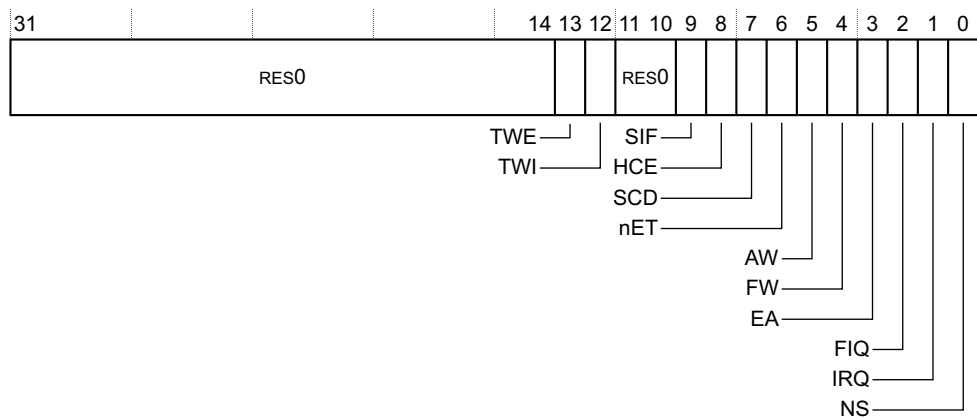 31 14 13 12 11 10 9 8 7 6 5 4 3 2 1 0
RES0 RES0
TWE SIF
TWI HCE
SCD
nET
AW
FW
EA
FIQ
IRQ
NS